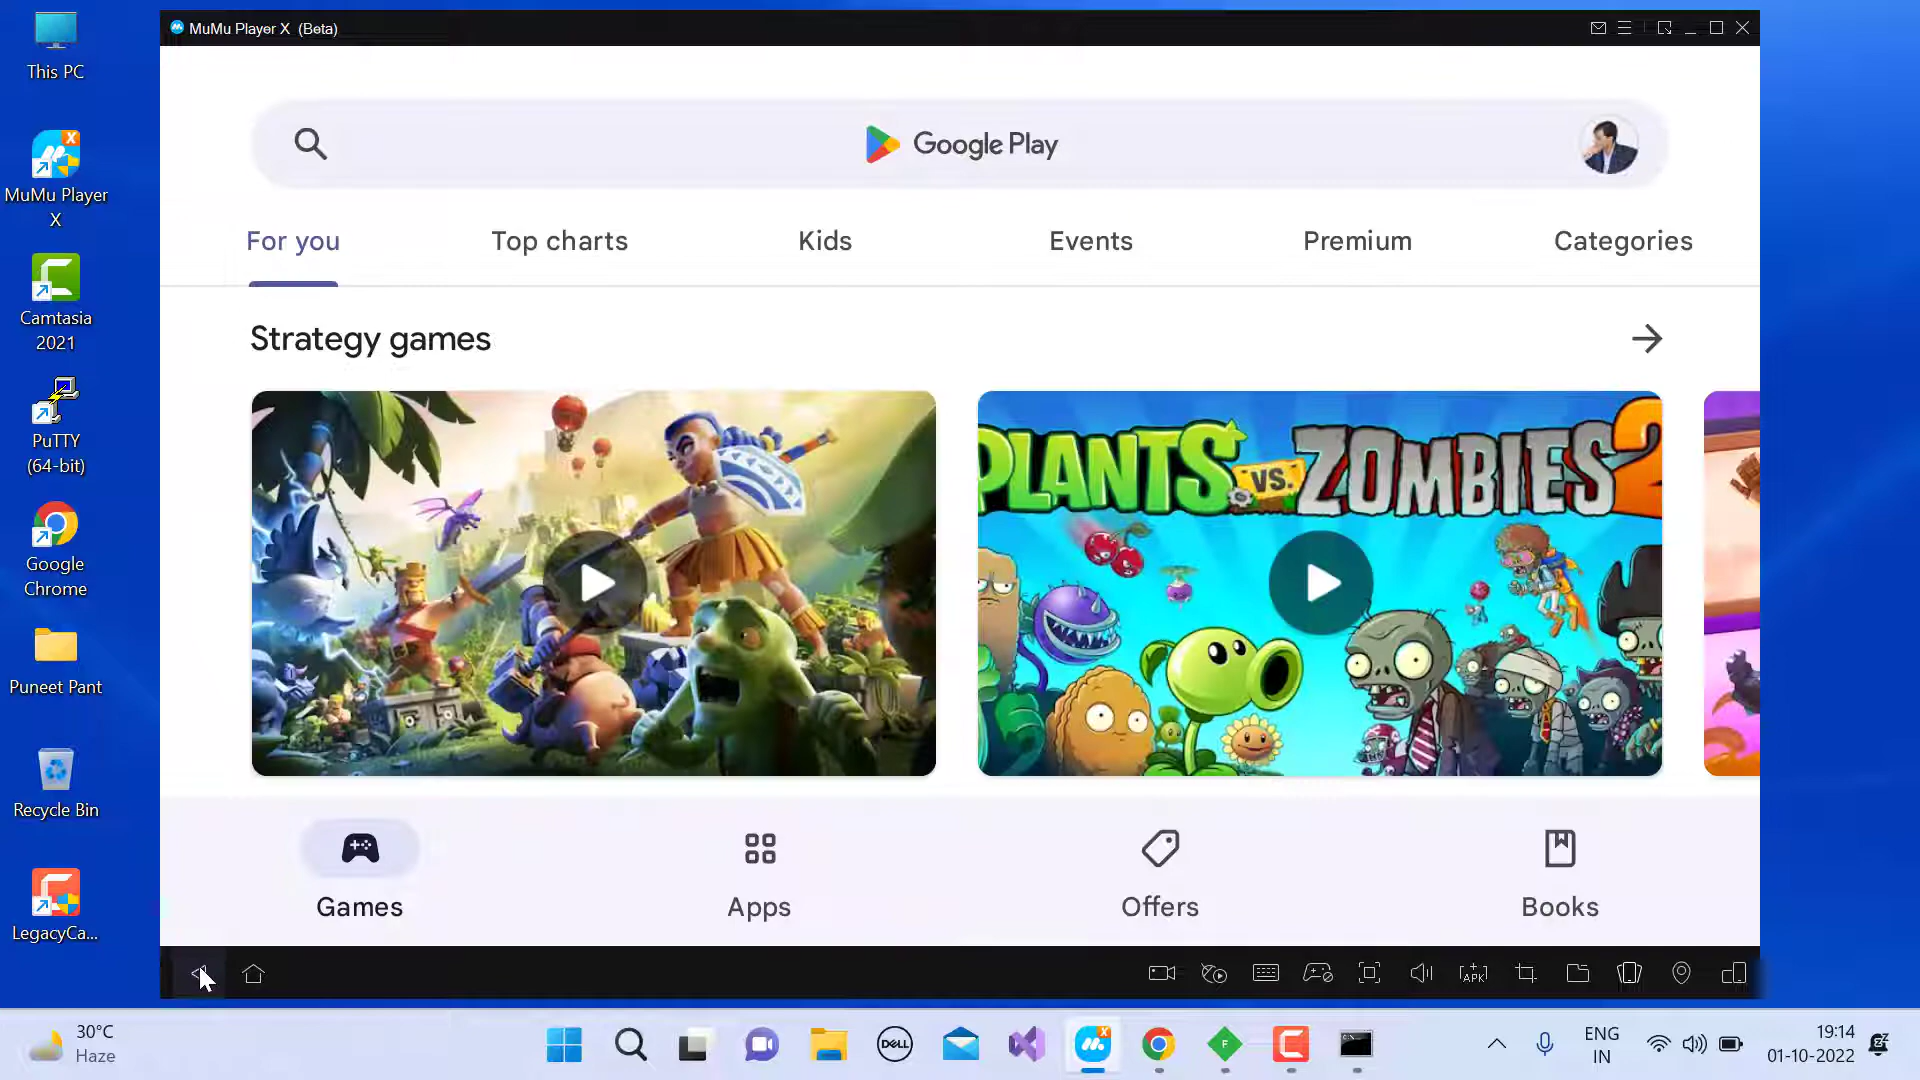 MuMu Player X (Beta)
This PC
MuMu Player
X
Camtasia
2021
PuTTY
(64-bit)
Google
Chrome
Puneet Pant
Recycle Bin
LegacyCa...
Google Play
For you
Top charts
Kids
Events
Premium
Categories
Strategy games
PLANTS VS. ZOMBIES 2
Games
Apps
Offers
Books
APK
30°C
Haze
DELL
F
ENG
IN
19:14
01-10-2022